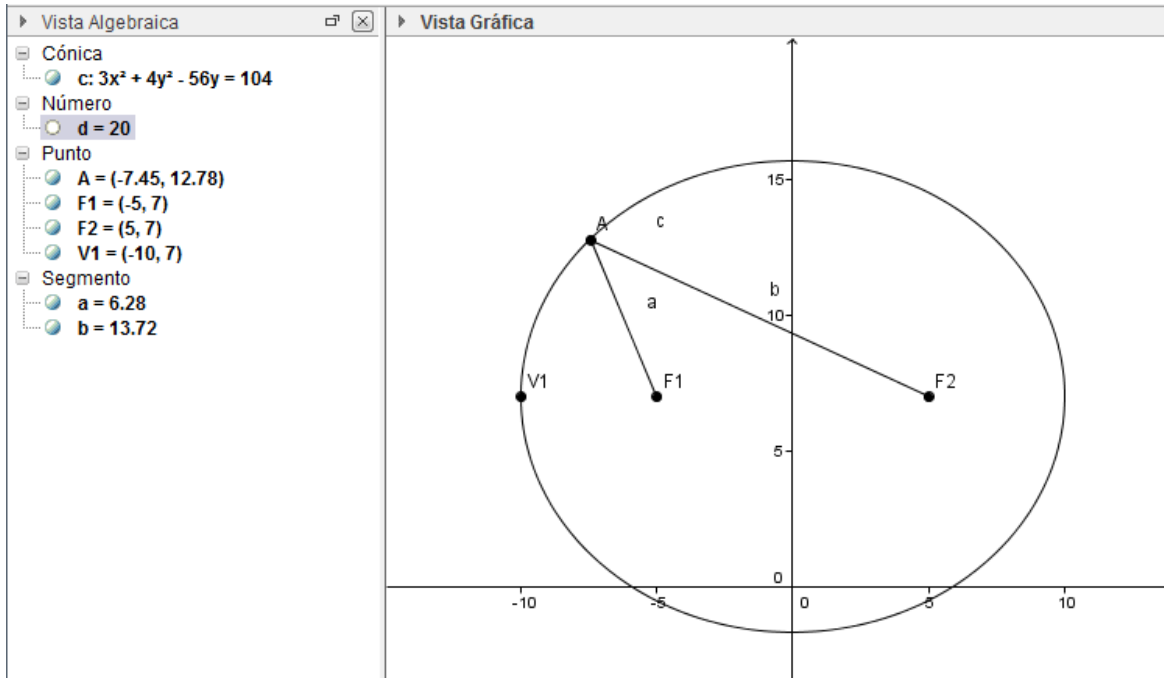 Vista Algebraica
Cónica
c: 3x² + 4y² - 56y = 104
Número
d = 20
Punto
A = (-7.45, 12.78)
F1 = (-5, 7)
F2 = (5, 7)
V1 = (-10, 7)
Segmento
a = 6.28
b = 13.72
Vista Gráfica
15
A
c
b
a
10
V1
F1
F2
5
0
-10
-5
0
5
10